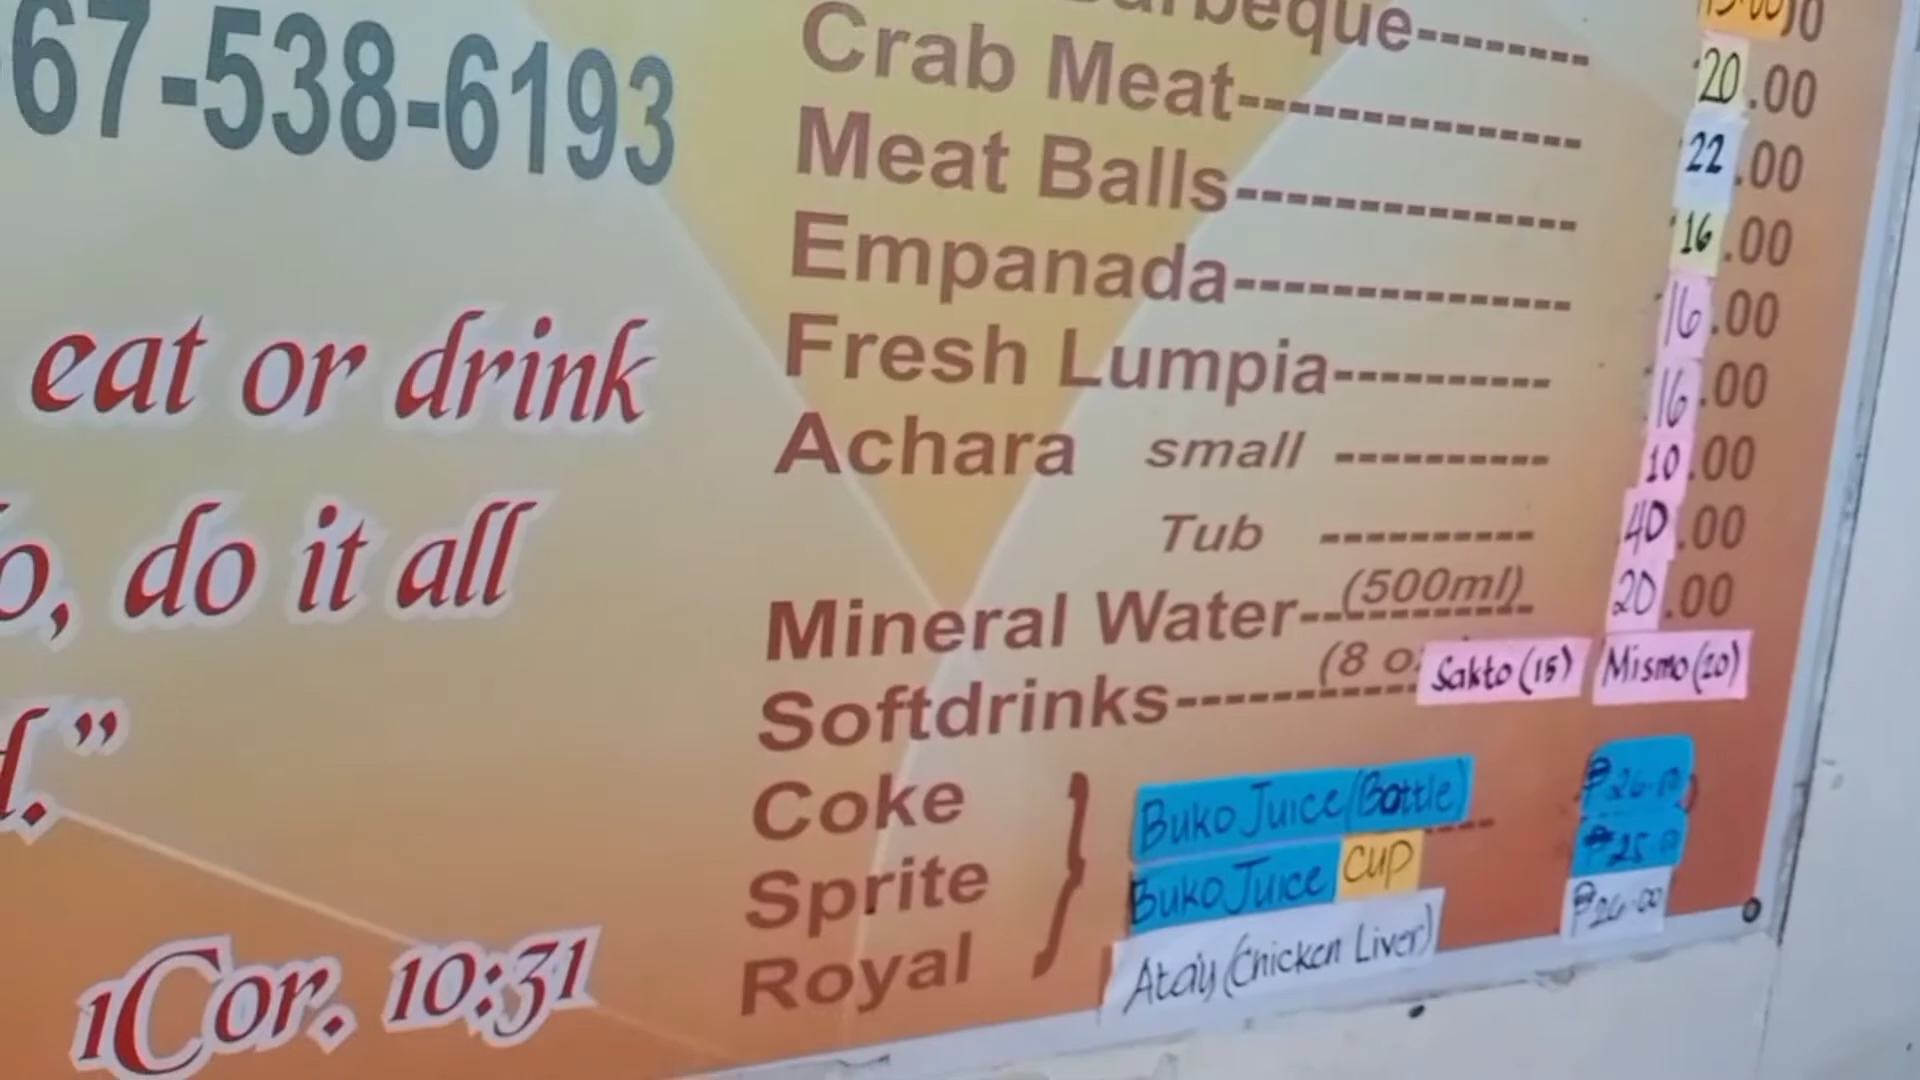 67-538-6193
eat or drink
o, do it all
d.”
1Cor. 10:31
Barbeque--------
Crab Meat--------------- 20.00
Meat Balls--------------- 22.00
Empanada--------------- 16.00
Fresh Lumpia---------- 16.00
Achara small ---------- 16.00
10.00
Tub ---------- 40.00
Mineral Water--(500ml)-- 20.00
Softdrinks----------- (8 o Sakto (15) Mismo (20)
Coke
Sprite
Royal
Buko Juice (Bottle) ₱26.00
Buko Juice CUP ₱25.00
Atay (Chicken Liver) ₱26.00